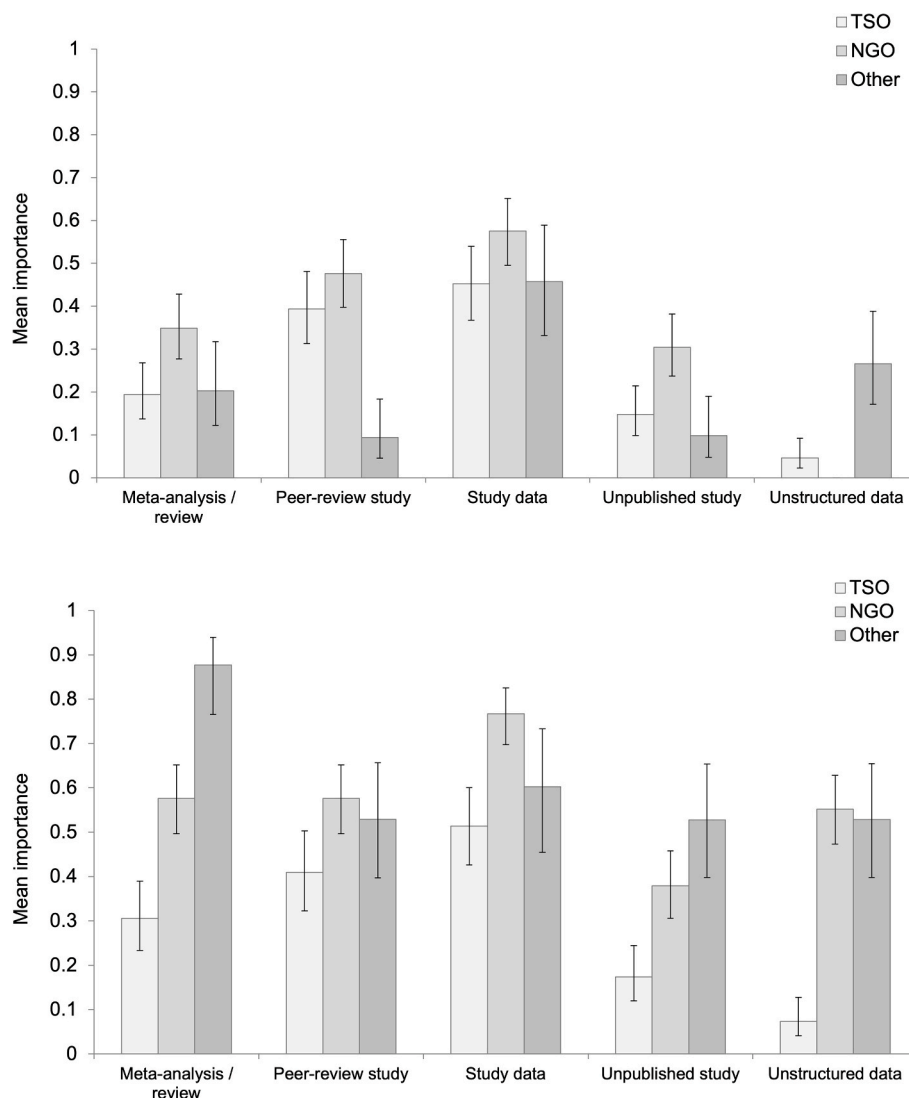 TSO
NGO
Other
1
0.9
0.8
0.7
0.6
0.5
0.4
0.3
0.2
0.1
0
Mean importance
Meta-analysis /
review
Peer-review study
Study data
Unpublished study
Unstructured data
TSO
NGO
Other
1
0.9
0.8
0.7
0.6
0.5
0.4
0.3
0.2
0.1
0
Mean importance
Meta-analysis /
review
Peer-review study
Study data
Unpublished study
Unstructured data